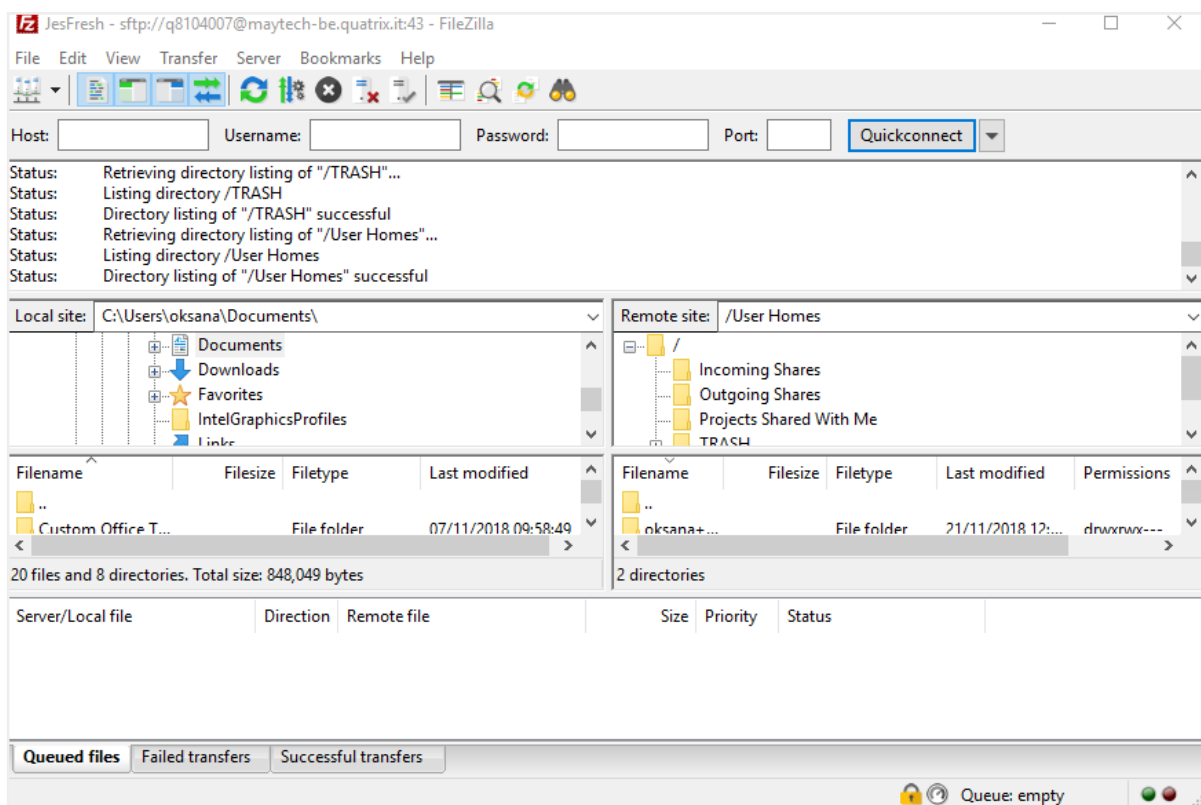 JesFresh - sftp://q8104007@maytech-be.quatrix.it:43 - FileZilla
File Edit View Transfer Server Bookmarks Help
Host: Username: Password: Port: Quickconnect
Status: Retrieving directory listing of "/TRASH"...
Status: Listing directory /TRASH
Status: Directory listing of "/TRASH" successful
Status: Retrieving directory listing of "/User Homes"...
Status: Listing directory /User Homes
Status: Directory listing of "/User Homes" successful
Local site: C:\Users\oksana\Documents\
Documents
Downloads
Favorites
IntelGraphicsProfiles
Links
Remote site: /User Homes
/
Incoming Shares
Outgoing Shares
Projects Shared With Me
TRASH
Filename Filesize Filetype Last modified
..
Custom Office T... File folder 07/11/2018 09:58:49
20 files and 8 directories. Total size: 848,049 bytes
Filename Filesize Filetype Last modified Permissions
..
oksana+... File folder 21/11/2018 12:... drwxrwx---
2 directories
Server/Local file Direction Remote file Size Priority Status
Queued files Failed transfers Successful transfers
Queue: empty